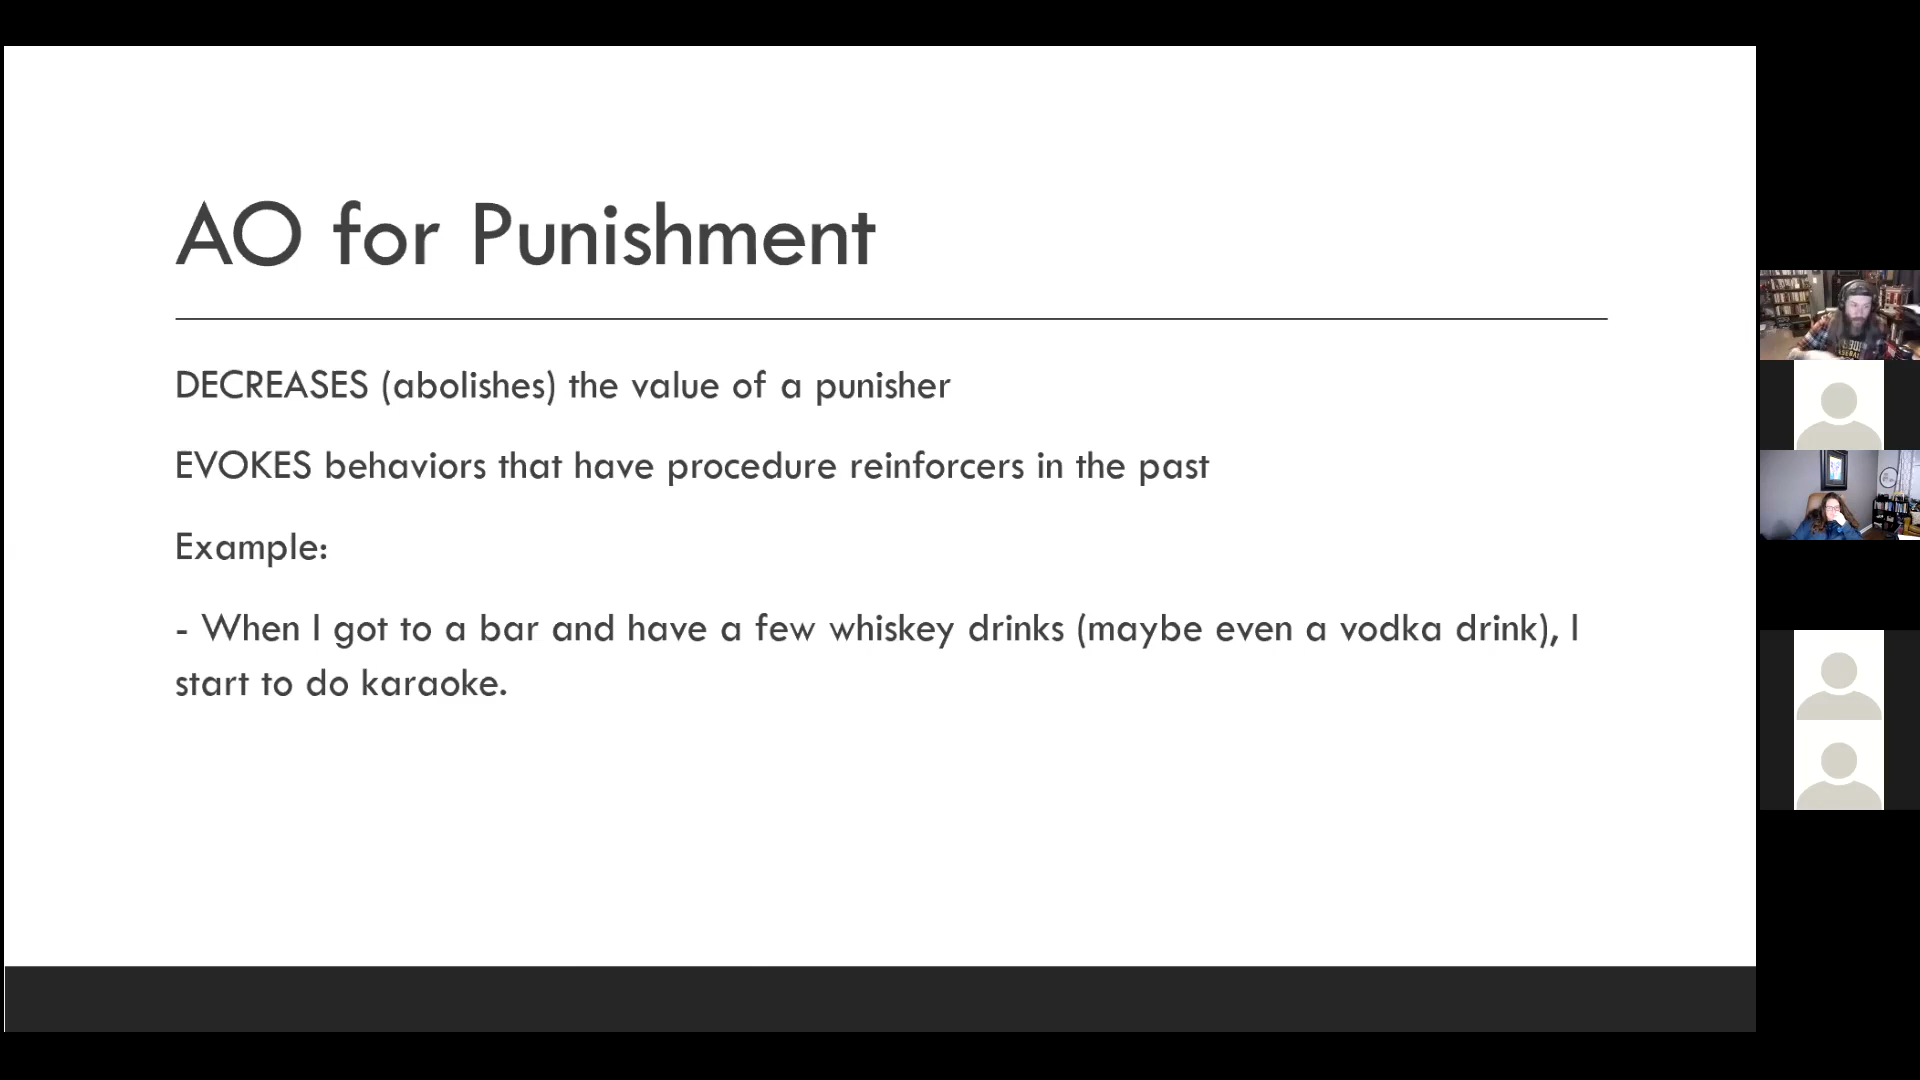 AO for Punishment
DECREASES (abolishes) the value of a punisher
EVOKES behaviors that have procedure reinforcers in the past
Example:
- When I got to a bar and have a few whiskey drinks (maybe even a vodka drink), I
start to do karaoke.